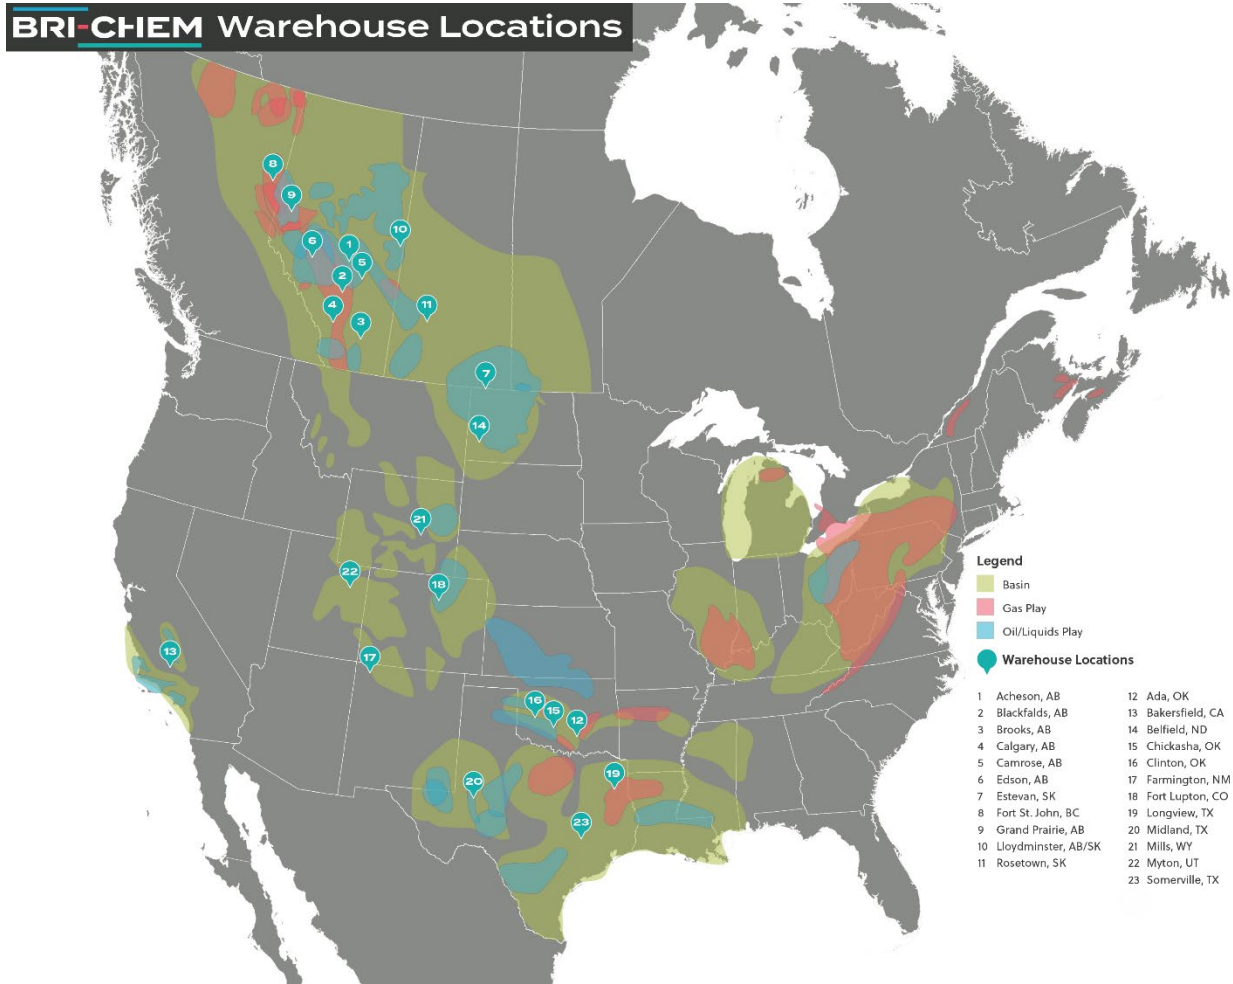 BRI-CHEM Warehouse Locations
8
9
10
6
1
5
2
4
11
3
7
14
21
22
18
13
17
16
15
12
19
20
23
Legend
Basin
Gas Play
Oil/Liquids Play
Warehouse Locations
1 Acheson, AB
2 Blackfalds, AB
3 Brooks, AB
4 Calgary, AB
5 Camrose, AB
6 Edson, AB
7 Estevan, SK
8 Fort St. John, BC
9 Grand Prairie, AB
10 Lloydminster, AB/SK
11 Rosetown, SK
12 Ada, OK
13 Bakersfield, CA
14 Belfield, ND
15 Chickasha, OK
16 Clinton, OK
17 Farmington, NM
18 Fort Lupton, CO
19 Longview, TX
20 Midland, TX
21 Mills, WY
22 Myton, UT
23 Somerville, TX